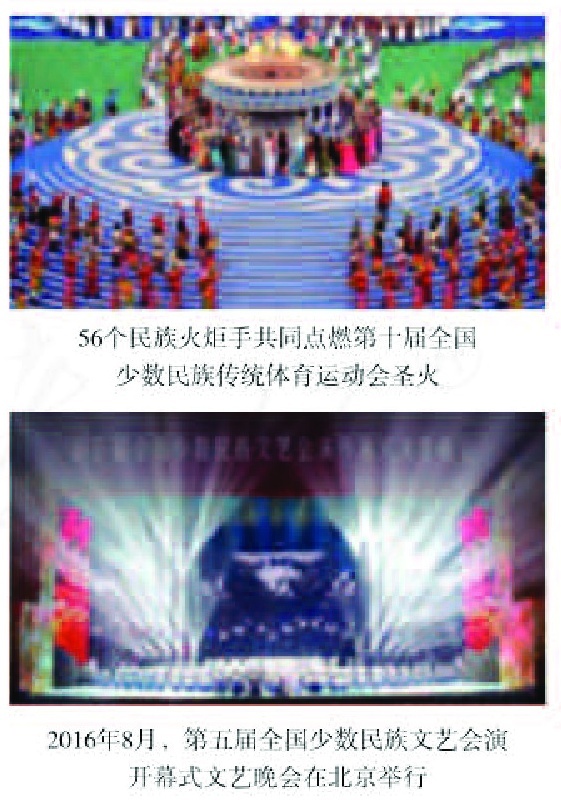 56个民族火炬手共同点燃第十届全国
少数民族传统体育运动会圣火
2016年8月，第五届全国少数民族文艺会演
开幕式文艺晚会在北京举行